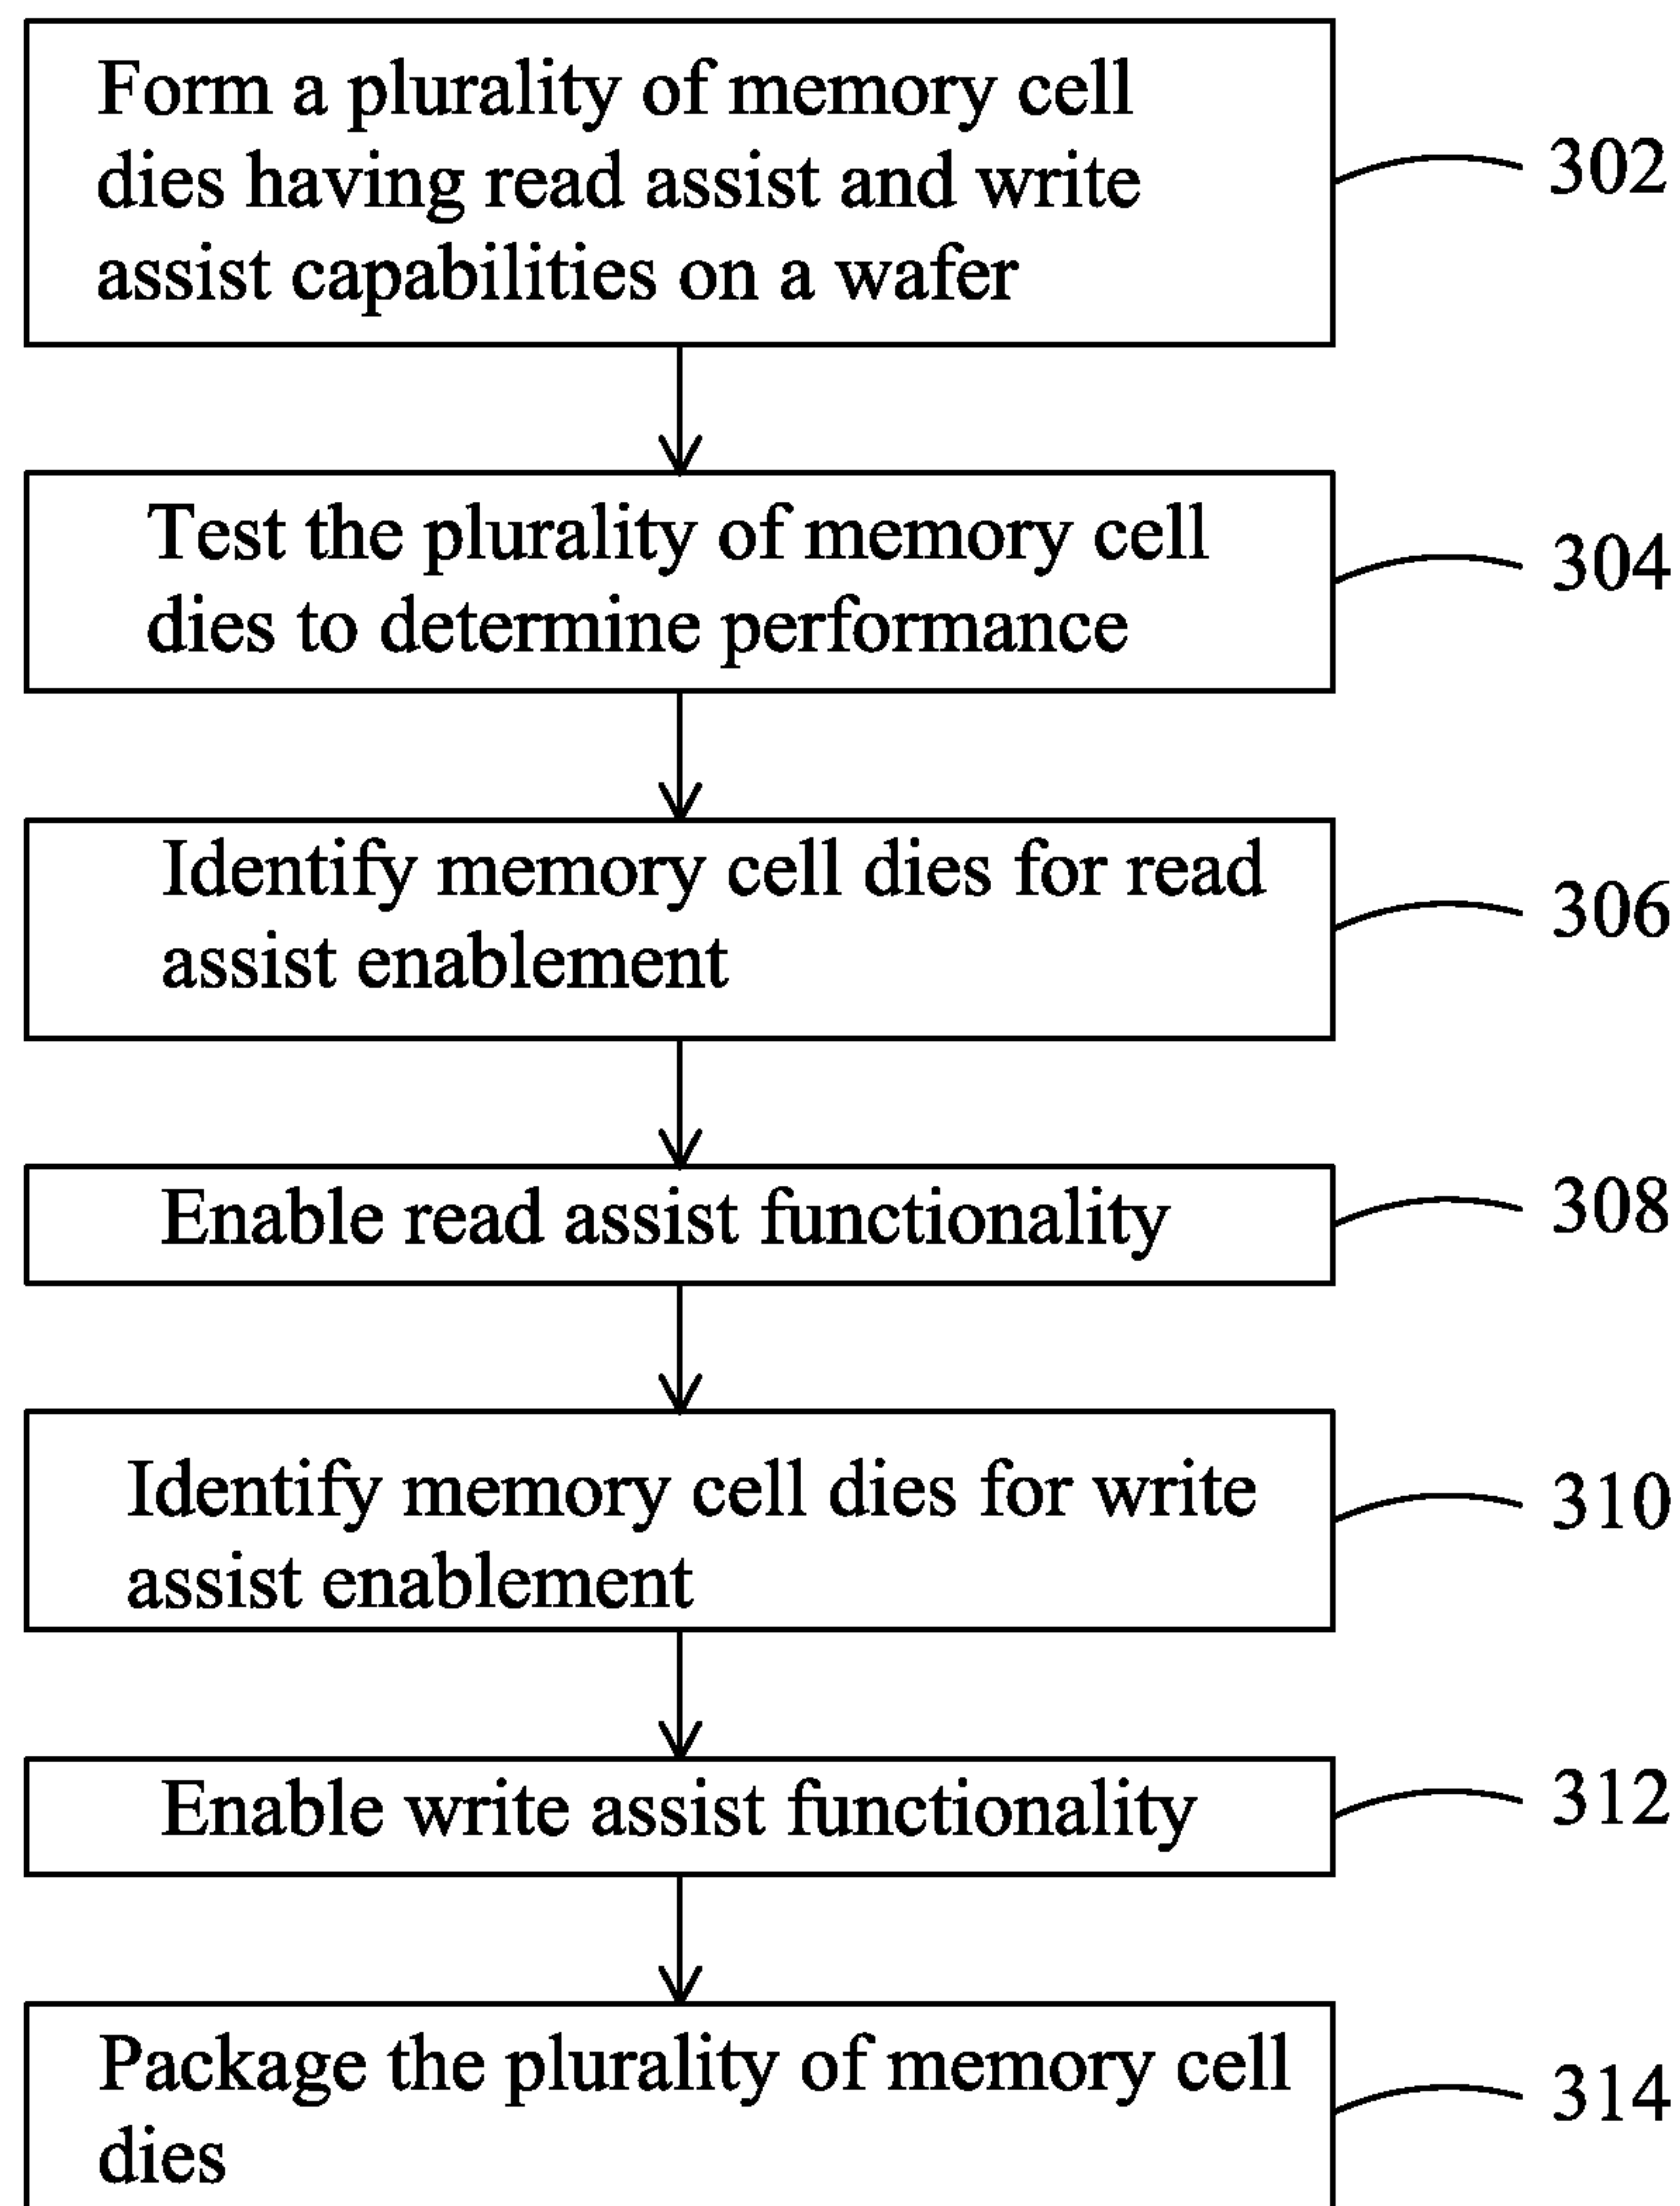 Form a plurality of memory cell
dies having read assist and write
assist capabilities on a wafer
302
Test the plurality of memory cell
dies to determine performance
304
Identify memory cell dies for read
assist enablement
306
Enable read assist functionality
308
Identify memory cell dies for write
assist enablement
310
Enable write assist functionality
312
Package the plurality of memory cell
dies
314